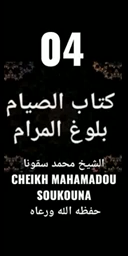 04
كتاب الصيام
بلوغ المرام
الشيخ محمد سقونا
CHEIKH MAHAMADOU
SOUKOUNA
حفظه الله ورعاه